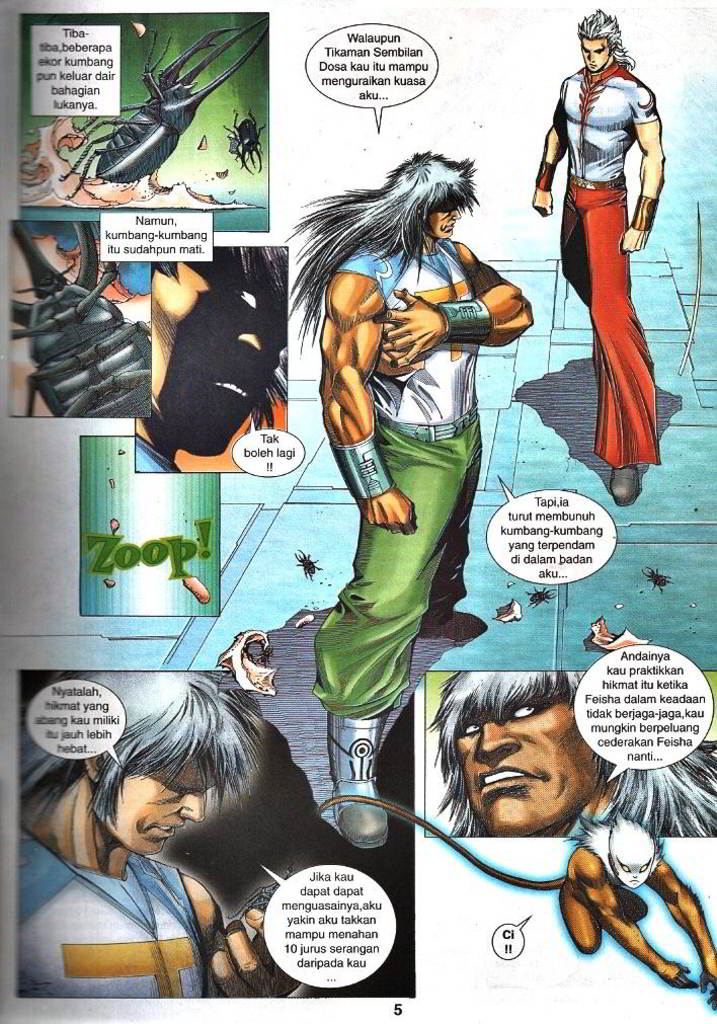 Tiba-
tiba,beberapa
ekor kumbang
pun keluar dair
bahagian
lukanya.
Walaupun
Tikaman Sembilan
Dosa kau itu mampu
menguraikan kuasa
aku...
Namun,
kumbang-kumbang
itu sudahpun mati.
Tak
boleh lagi
!!
Zoop!
Tapi,ia
turut membunuh
kumbang-kumbang
yang terpendam
di dalam badan
aku...
Nyatalah,
hikmat yang
abang kau miliki
itu jauh lebih
hebat...
Andainya
kau praktikkan
hikmat itu ketika
Feisha dalam keadaan
tidak berjaga-jaga,kau
mungkin berpeluang
cederakan Feisha
nanti...
Jika kau
dapat dapat
menguasainya,aku
yakin aku takkan
mampu menahan
10 jurus serangan
daripada kau
...
Ci
!!
5